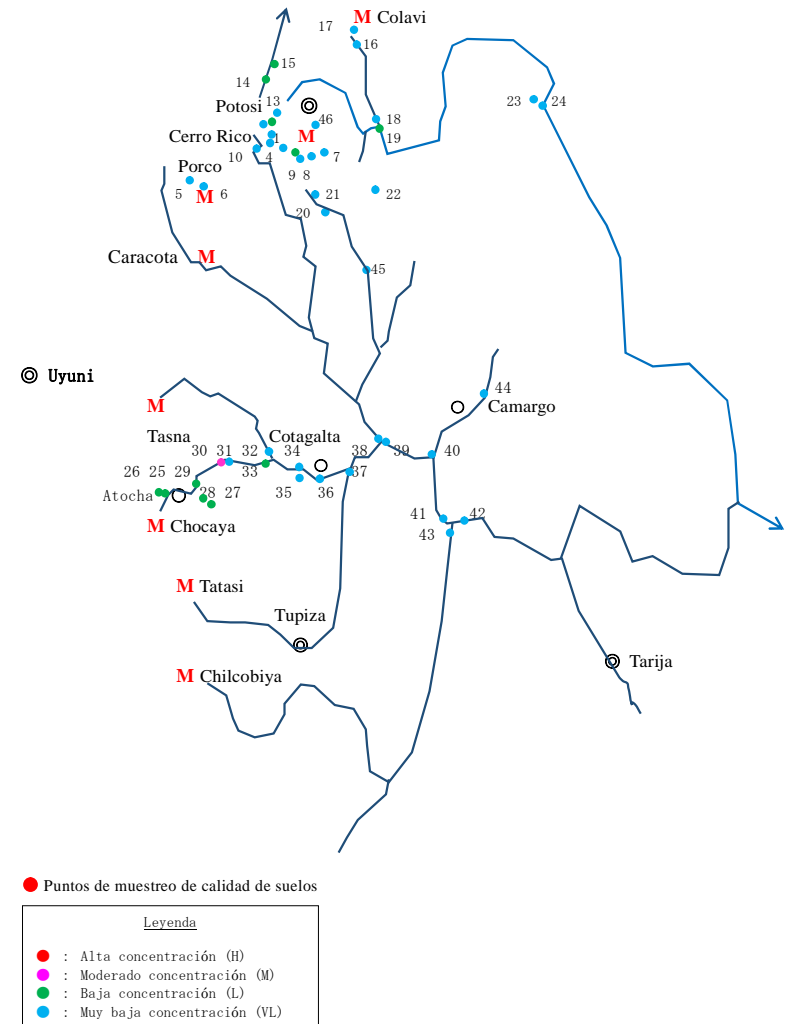 17
M Colavi
16
15
14
13
Potosi
46
18
23
24
Cerro Rico
1
M
19
10
4
7
9
8
Porco
5
6
M
21
22
20
Caracota
M
45
Uyuni
M
44
Camargo
Tasna
Cotagalta
30
31
32
34
38
39
40
26
25
29
33
37
Atocha
28
27
35
36
M Chocaya
41
42
43
M Tatasi
Tupiza
Tarija
M Chilcobiya
Puntos de muestreo de calidad de suelos
Leyenda
: Alta concentración (H)
: Moderado concentración (M)
: Baja concentración (L)
: Muy baja concentración (VL)